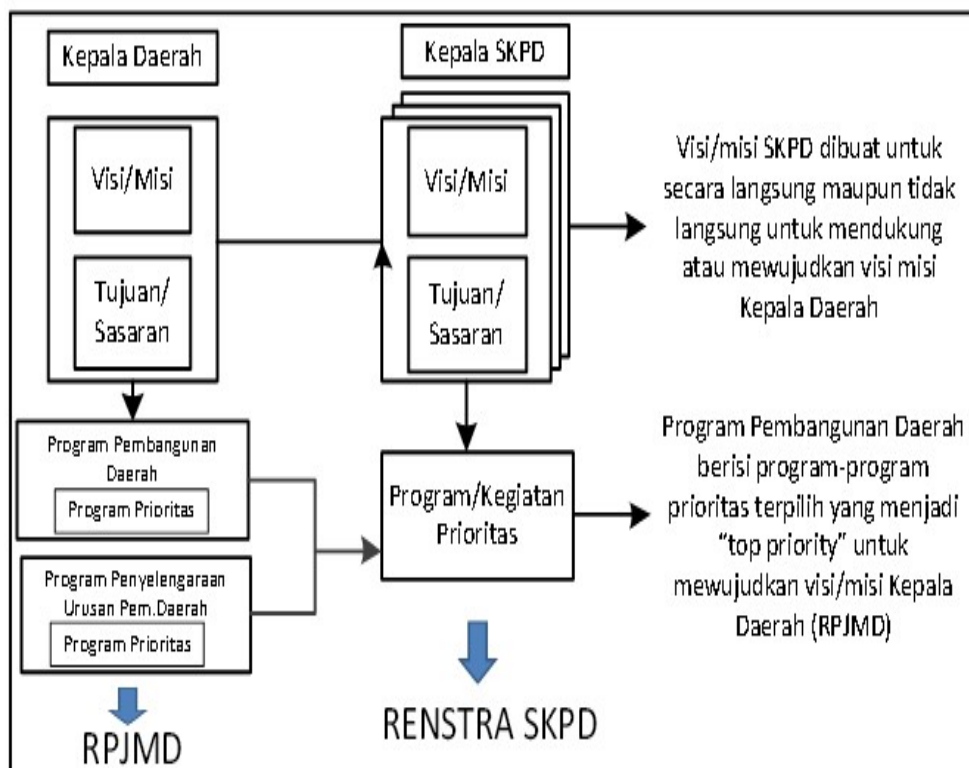 Kepala Daerah
Visi/Misi
Tujuan/
Sasaran
Program Pembangunan
Daerah
Program Prioritas
Program Penyelengaraan
Urusan Pem.Daerah
Program Prioritas
RPJMD
Kepala SKPD
Visi/Misi
Tujuan/
Sasaran
Program/Kegiatan
Prioritas
RENSTRA SKPD
Visi/misi SKPD dibuat untuk
secara langsung maupun tidak
langsung untuk mendukung
atau mewujudkan visi misi
Kepala Daerah
Program Pembangunan Daerah
berisi program-program
prioritas terpilih yang menjadi
“top priority” untuk
mewujudkan visi/misi Kepala
Daerah (RPJMD)